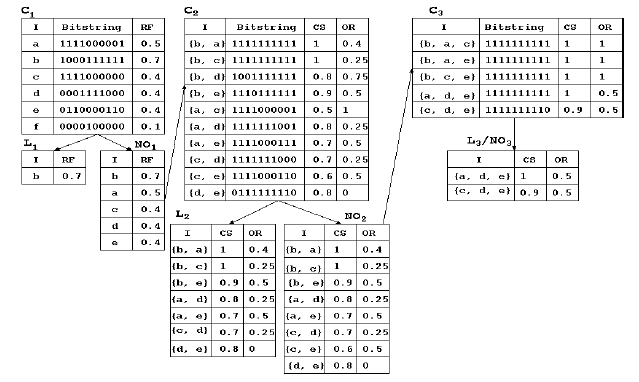 C1
I Bitstring RF
a 1111000001 0.5
b 1000111111 0.7
c 1111000000 0.4
d 0001111000 0.4
e 0110000110 0.4
f 0000100000 0.1
L1
I RF
b 0.7
NO1
I RF
b 0.7
a 0.5
c 0.4
d 0.4
e 0.4
C2
I Bitstring CS OR
{b, a} 1111111111 1 0.4
{b, c} 1111111111 1 0.25
{b, d} 1001111111 0.8 0.75
{b, e} 1110111111 0.9 0.5
{a, c} 1111000001 0.5 1
{a, d} 1111111001 0.8 0.25
{a, e} 1111000111 0.7 0.5
{c, d} 1111111000 0.7 0.25
{c, e} 1111000110 0.6 0.5
{d, e} 0111111110 0.8 0
L2
I CS OR
{b, a} 1 0.4
{b, c} 1 0.25
{b, e} 0.9 0.5
{a, d} 0.8 0.25
{a, e} 0.7 0.5
{c, d} 0.7 0.25
{d, e} 0.8 0
NO2
I CS OR
{b, a} 1 0.4
{b, c} 1 0.25
{b, e} 0.9 0.5
{a, d} 0.8 0.25
{a, e} 0.7 0.5
{c, d} 0.7 0.25
{c, e} 0.6 0.5
{d, e} 0.8 0
C3
I Bitstring CS OR
{b, a, c} 1111111111 1 1
{b, a, e} 1111111111 1 1
{b, c, e} 1111111111 1 1
{a, d, e} 1111111111 1 0.5
{c, d, e} 1111111110 0.9 0.5
L3/NO3
I CS OR
{a, d, e} 1 0.5
{c, d, e} 0.9 0.5